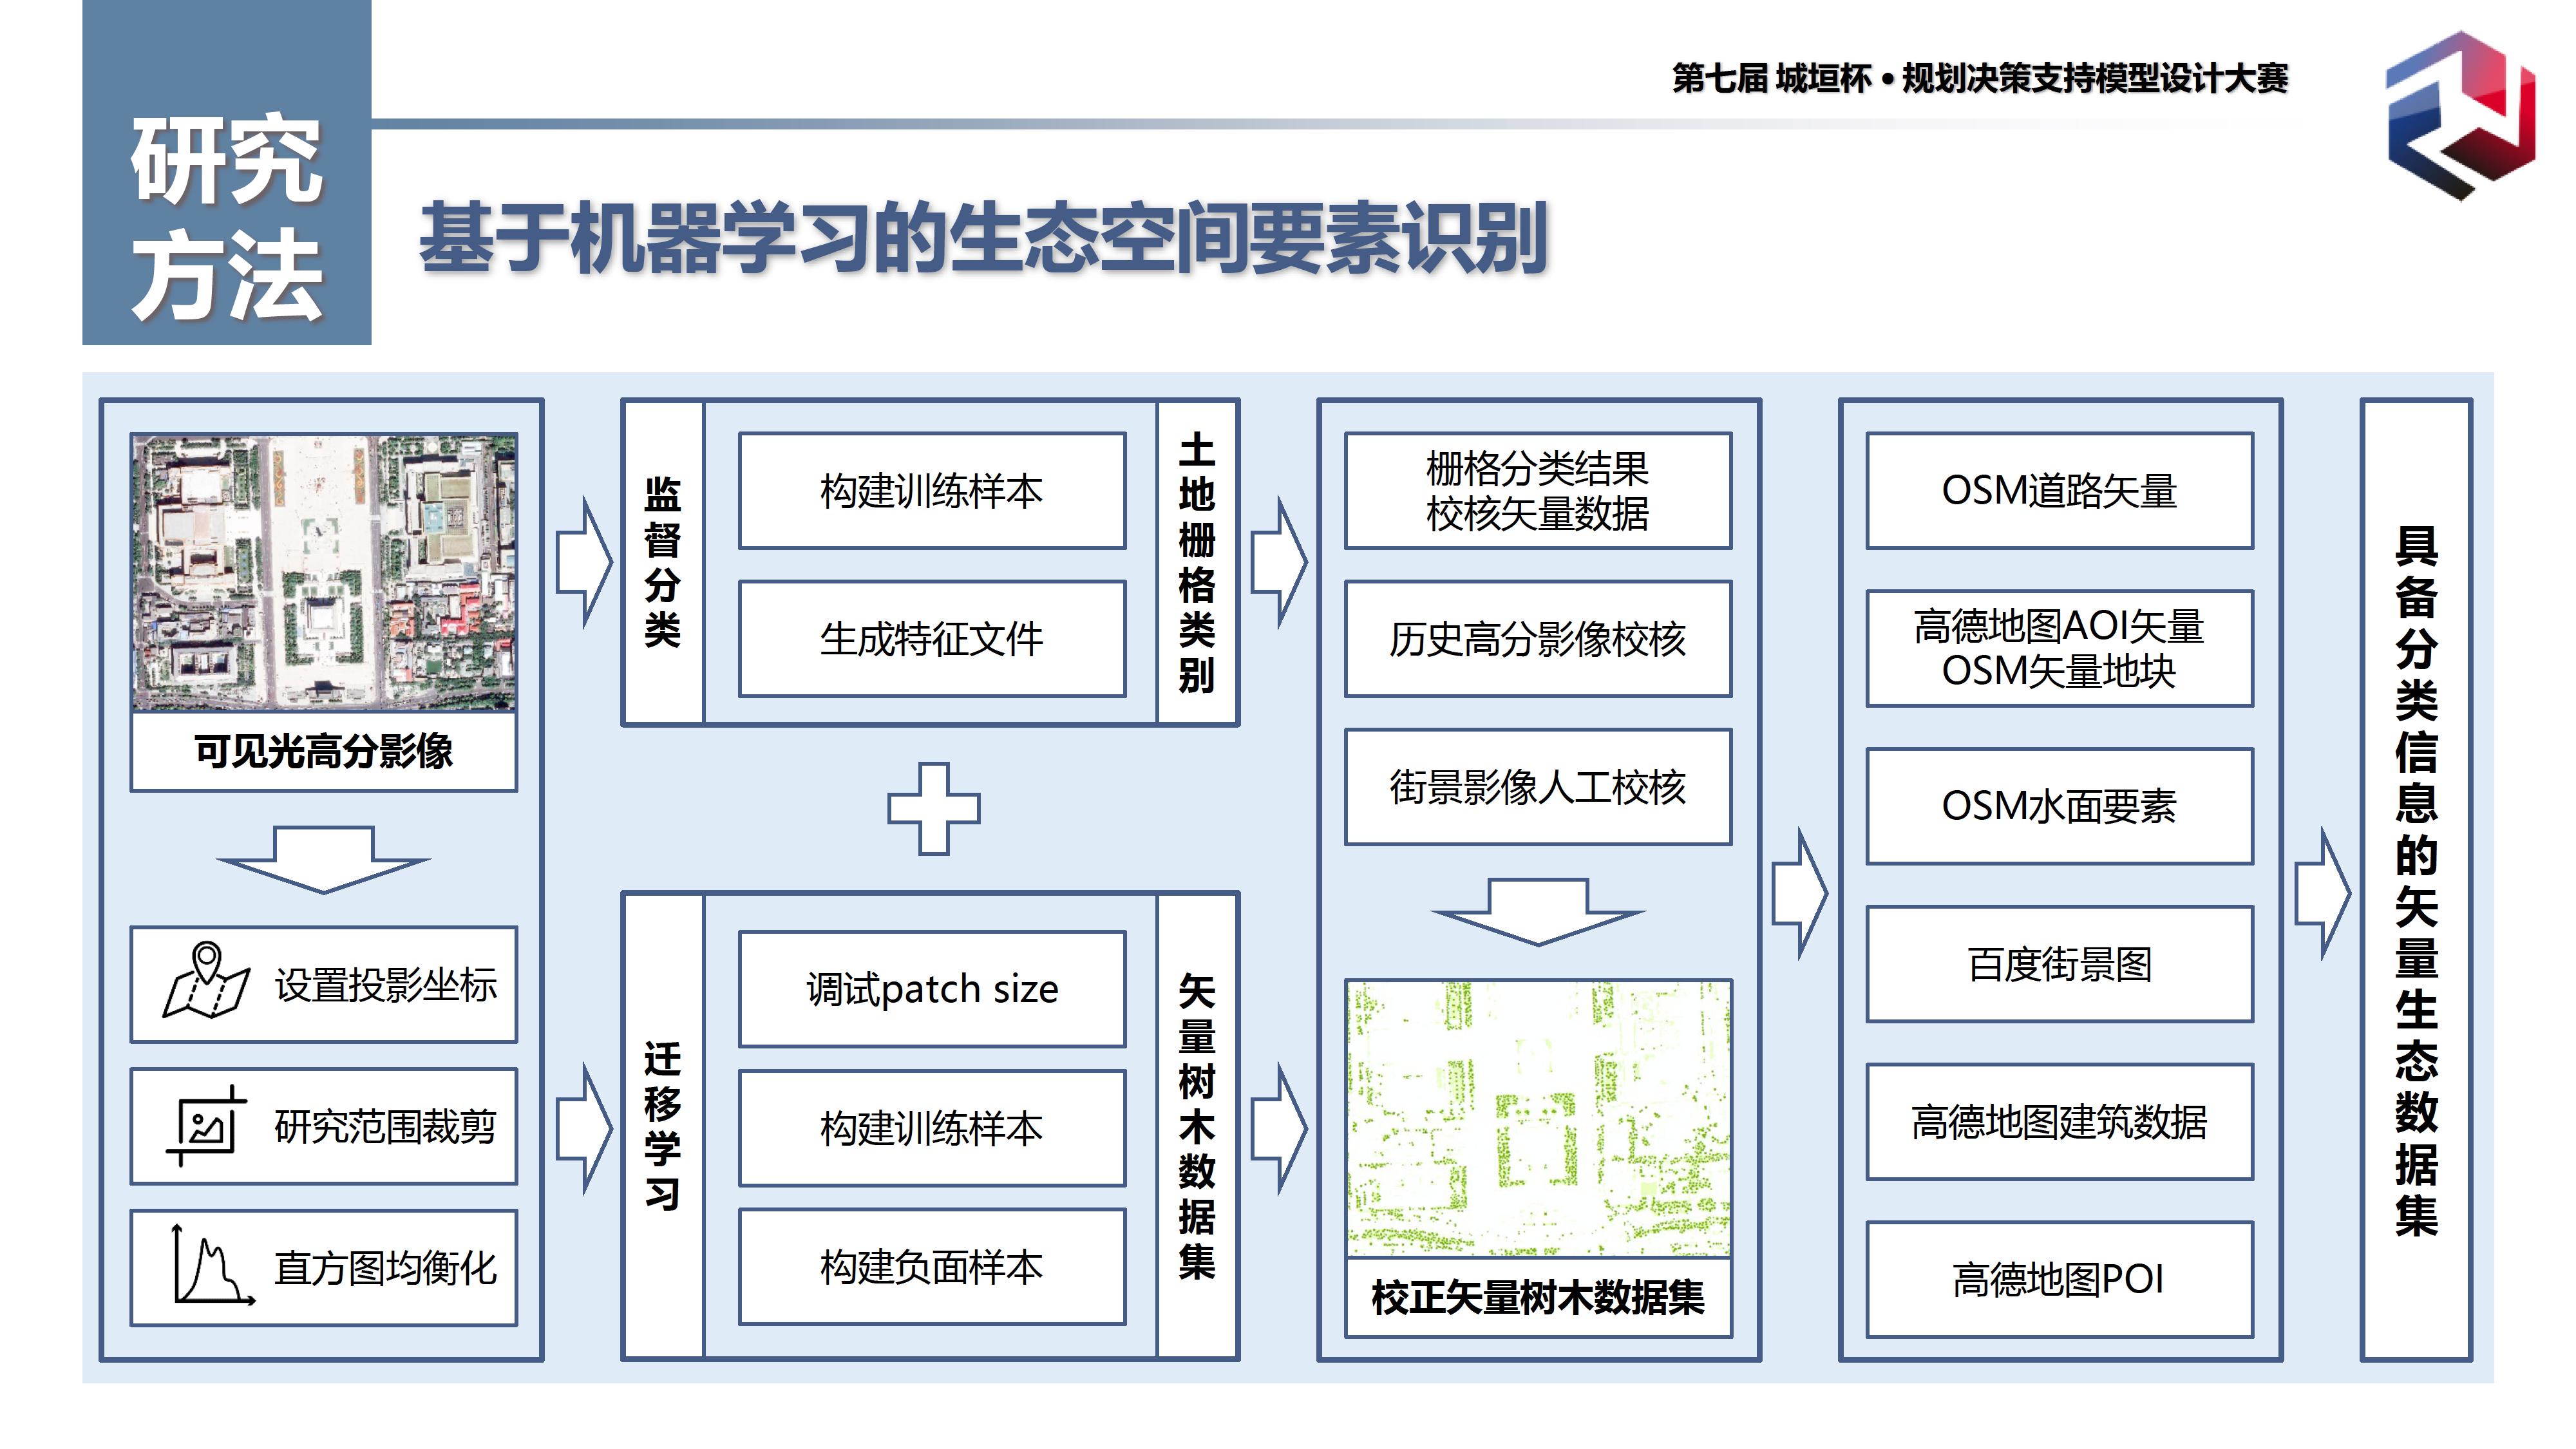 第七届 城垣杯 • 规划决策支持模型设计大赛
研究
方法
基于机器学习的生态空间要素识别
可见光高分影像
设置投影坐标
研究范围裁剪
直方图均衡化
监督分类
构建训练样本
生成特征文件
土地栅格类别
迁移学习
调试patch size
构建训练样本
构建负面样本
矢量树木数据集
栅格分类结果
校核矢量数据
历史高分影像校核
街景影像人工校核
校正矢量树木数据集
OSM道路矢量
高德地图AOI矢量
OSM矢量地块
OSM水面要素
百度街景图
高德地图建筑数据
高德地图POI
具备分类信息的矢量生态数据集